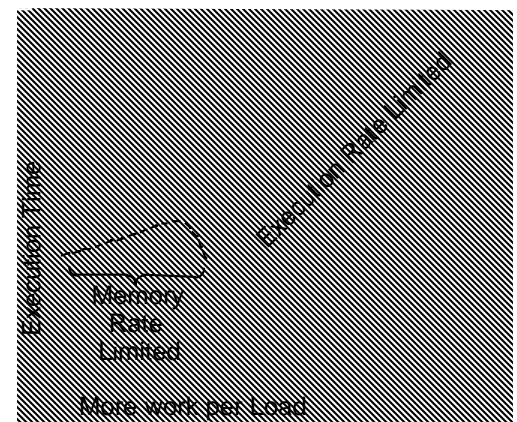 Execution Rate Limited
Execution Time
Memory
Rate
Limited
More work per Load